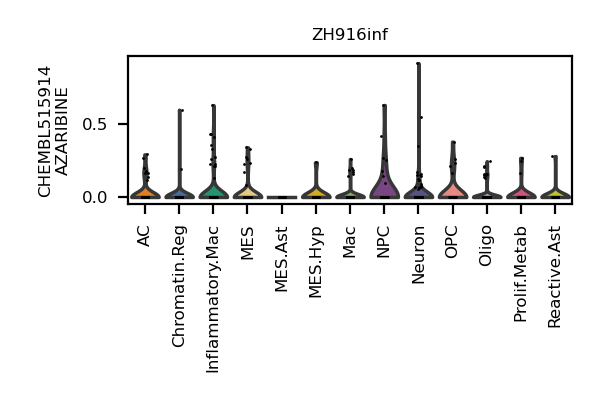 ZH916inf
CHEMBL515914
AZARIBINE
0.5
0.0
AC
Chromatin.Reg
Inflammatory.Mac
MES
MES.Ast
MES.Hyp
Mac
NPC
Neuron
OPC
Oligo
Prolif.Metab
Reactive.Ast